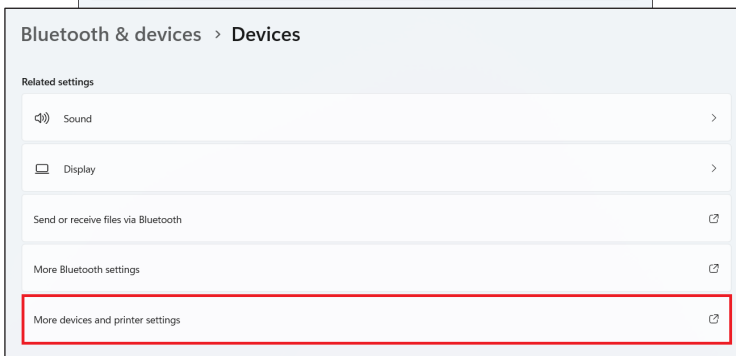 Bluetooth & devices > Devices
Related settings
Sound
Display
Send or receive files via Bluetooth
More Bluetooth settings
More devices and printer settings